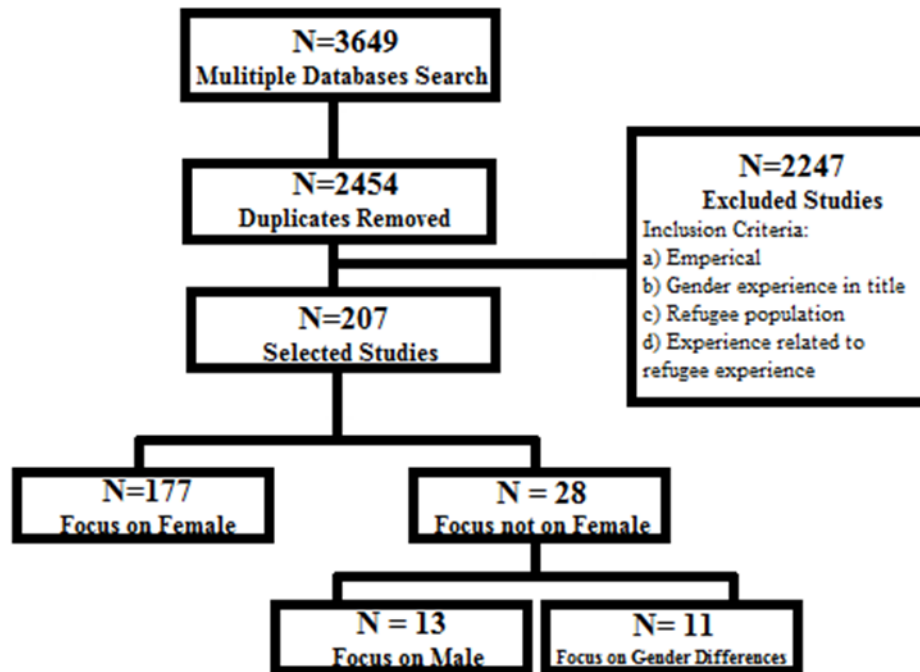 N=3649
Mulitiple Databases Search
N=2454
Duplicates Removed
N=2247
Excluded Studies
Inclusion Criteria:
a) Emperical
b) Gender experience in title
c) Refugee population
d) Experience related to
refugee experience
N=207
Selected Studies
N=177
Focus on Female
N = 28
Focus not on Female
N = 13
Focus on Male
N= 11
Focus on Gender Differences